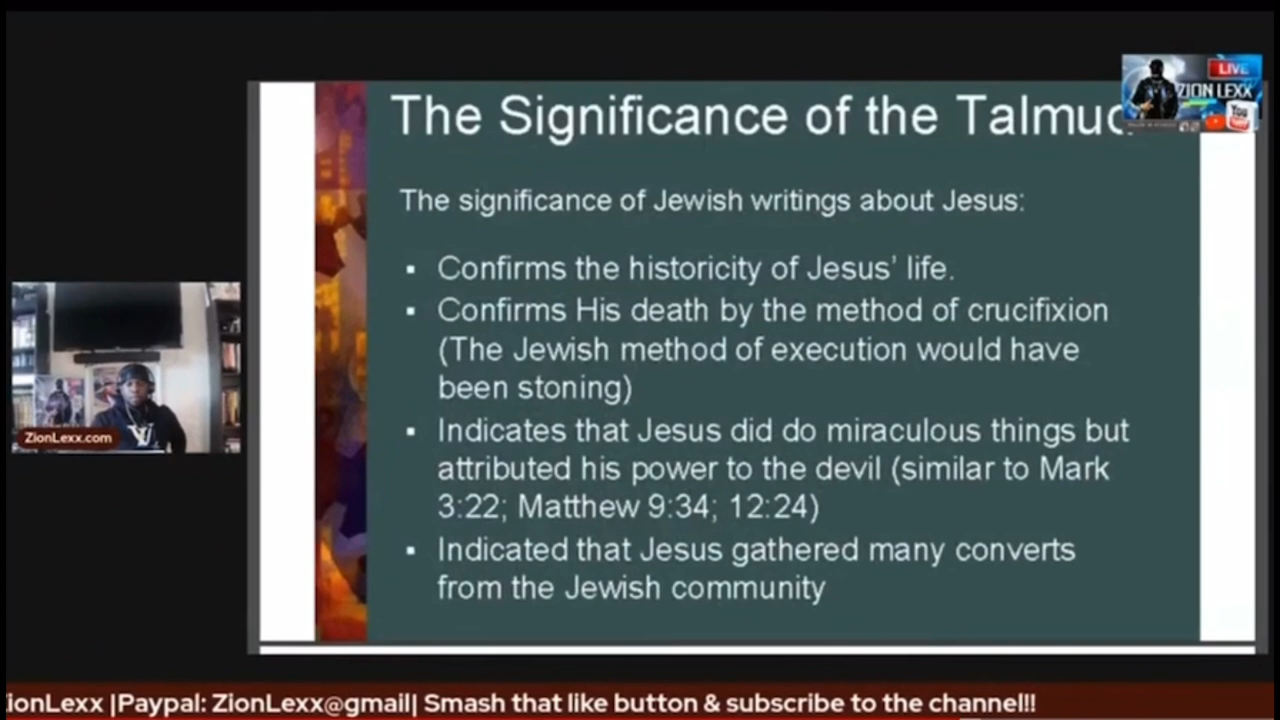 The Significance of the Talmud
LIVE
ZION LEXX
You
The significance of Jewish writings about Jesus:
▪ Confirms the historicity of Jesus' life.
▪ Confirms His death by the method of crucifixion
(The Jewish method of execution would have
been stoning)
▪ Indicates that Jesus did do miraculous things but
attributed his power to the devil (similar to Mark
3:22; Matthew 9:34; 12:24)
▪ Indicated that Jesus gathered many converts
from the Jewish community
ZionLexx.com
ionLexx |Paypal: ZionLexx@gmail| Smash that like button & subscribe to the channel!!